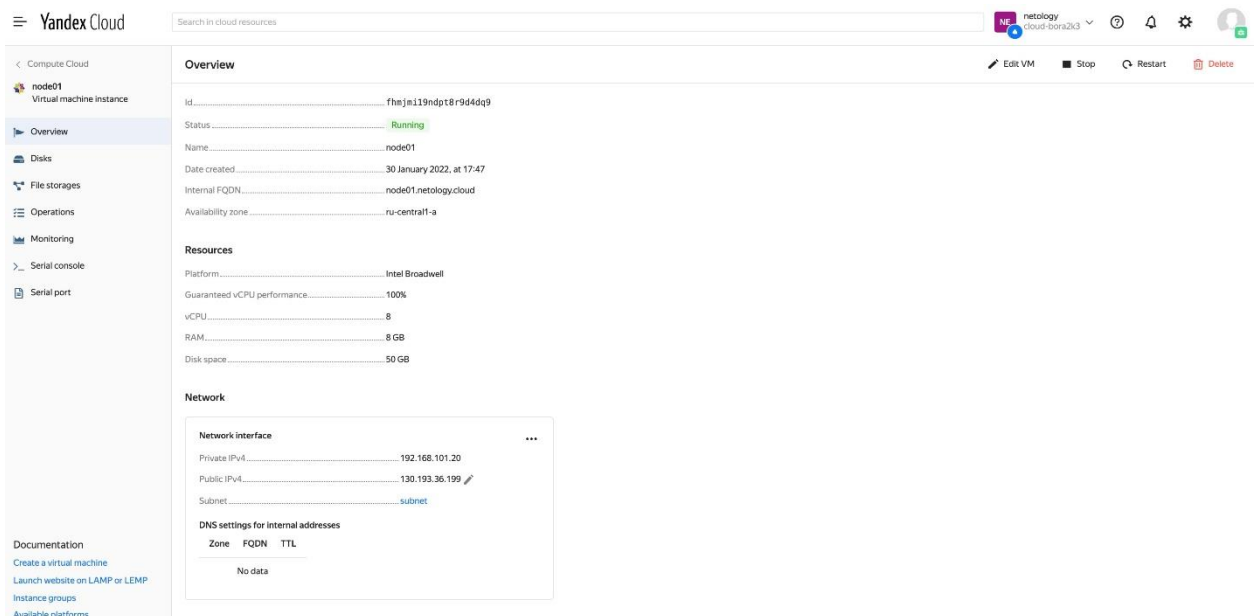 Yandex Cloud
Search in cloud resources
NE
netology
cloud-bora2k3
Compute Cloud
node01
Virtual machine instance
Overview
Disks
File storages
Operations
Monitoring
Serial console
Serial port
Documentation
Create a virtual machine
Launch website on LAMP or LEMP
Instance groups
Available platforms
Overview
Edit VM
Stop
Restart
Delete
Id fhmjmil9ndpt8r9d4dq9
Status Running
Name node01
Date created 30 January 2022, at 17:47
Internal FQDN node01.netology.cloud
Availability zone ru-central1-a
Resources
Platform Intel Broadwell
Guaranteed vCPU performance 100%
vCPU 8
RAM 8 GB
Disk space 50 GB
Network
Network interface
Private IPv4 192.168.101.20
Public IPv4 130.193.36.199
Subnet subnet
DNS settings for internal addresses
Zone FQDN TTL
No data